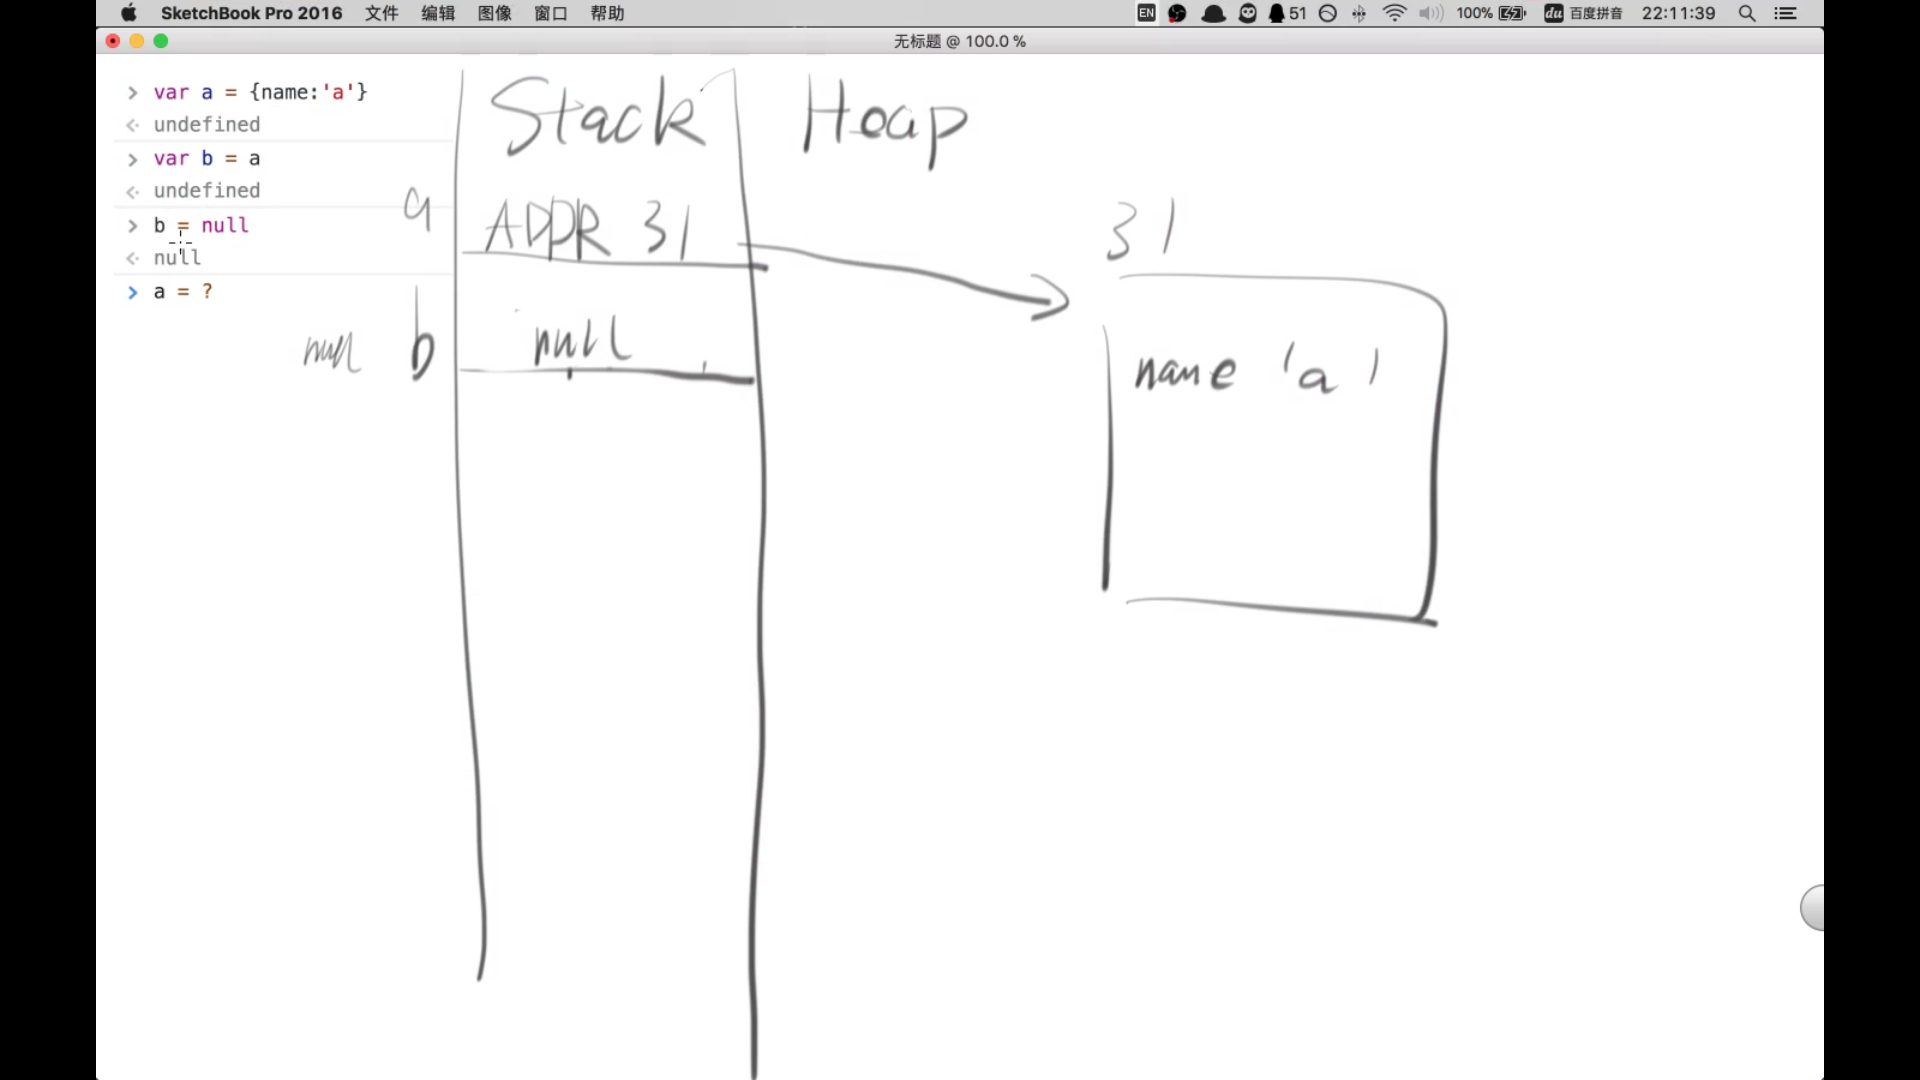 SketchBook Pro 2016 文件 编辑 图像 窗口 帮助 EN 51 100% du 百度拼音 22:11:39
无标题 @ 100.0 %
> var a = {name:'a'}
<· undefined
> var b = a
<· undefined
> b = null
<· null
> a = ?
Stack Heap
a ADDR 31 31
null b null
name 'a'